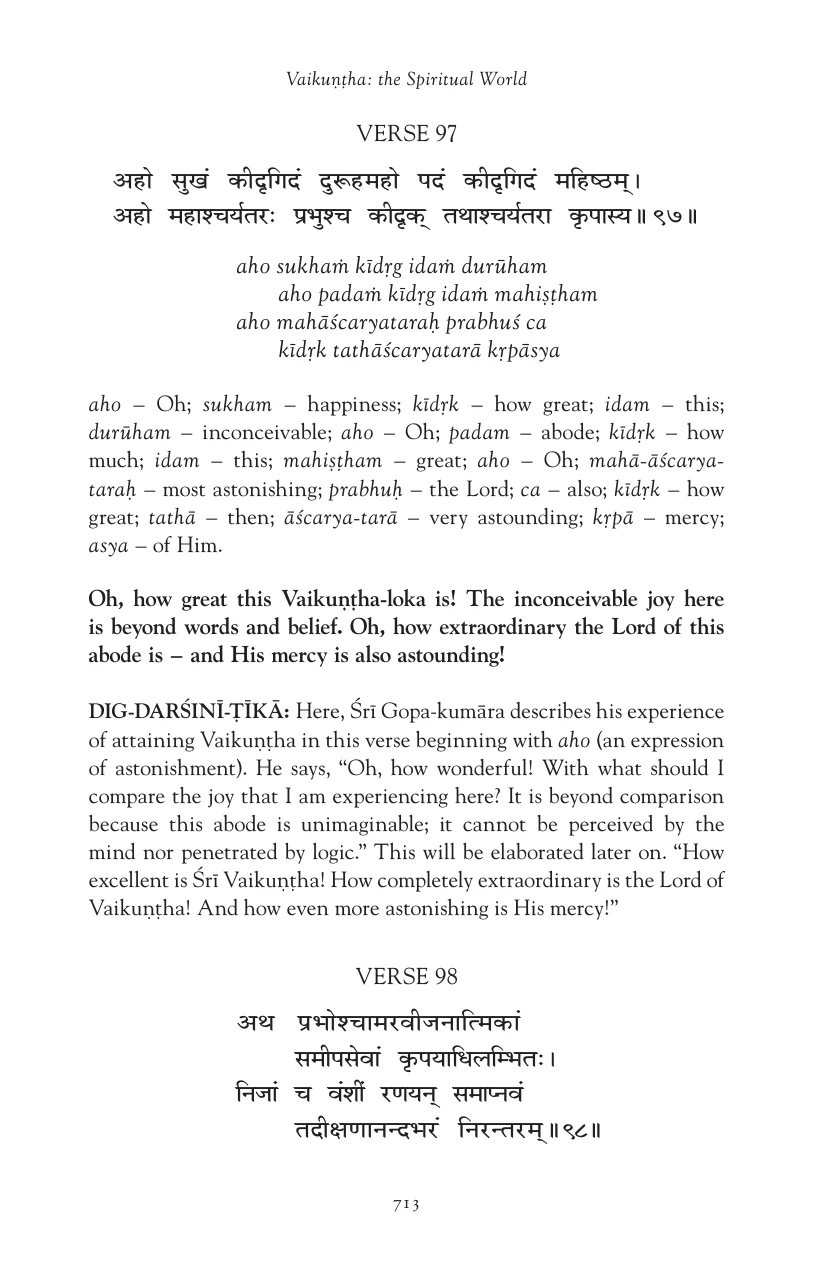 Vaikuṇṭha: the Spiritual World
VERSE 97
अहो सुखं कीदृगिदं दुरूहमहो पदं कीदृगिदं महिष्ठम्।
अहो महाश्चर्यतरः प्रभुश्च कीदृक् तथाश्चर्यतरा कृपास्य॥९७॥
aho sukhaṁ kīdṛg idaṁ durūham
aho padaṁ kīdṛg idaṁ mahiṣṭham
aho mahāścaryataraḥ prabhuś ca
kīdṛk tathāścaryatarā kṛpāsya
aho – Oh; sukham – happiness; kīdṛk – how great; idam – this;
durūham – inconceivable; aho – Oh; padam – abode; kīdṛk – how
much; idam – this; mahiṣṭham – great; aho – Oh; mahā-āścarya-
taraḥ – most astonishing; prabhuḥ – the Lord; ca – also; kīdṛk – how
great; tathā – then; āścarya-tarā – very astounding; kṛpā – mercy;
asya – of Him.
Oh, how great this Vaikuṇṭha-loka is! The inconceivable joy here
is beyond words and belief. Oh, how extraordinary the Lord of this
abode is – and His mercy is also astounding!
DIG-DARŚINĪ-ṬĪKĀ: Here, Śrī Gopa-kumāra describes his experience
of attaining Vaikuṇṭha in this verse beginning with aho (an expression
of astonishment). He says, “Oh, how wonderful! With what should I
compare the joy that I am experiencing here? It is beyond comparison
because this abode is unimaginable; it cannot be perceived by the
mind nor penetrated by logic.” This will be elaborated later on. “How
excellent is Śrī Vaikuṇṭha! How completely extraordinary is the Lord of
Vaikuṇṭha! And how even more astonishing is His mercy!”
VERSE 98
अथ प्रभोश्चामरवीजनात्मिकां
समीपसेवां कृपयाधिलम्भितः।
निजां च वंशीं रणयन् समाप्नवं
तदीक्षणानन्दभरं निरन्तरम्॥९८॥
713